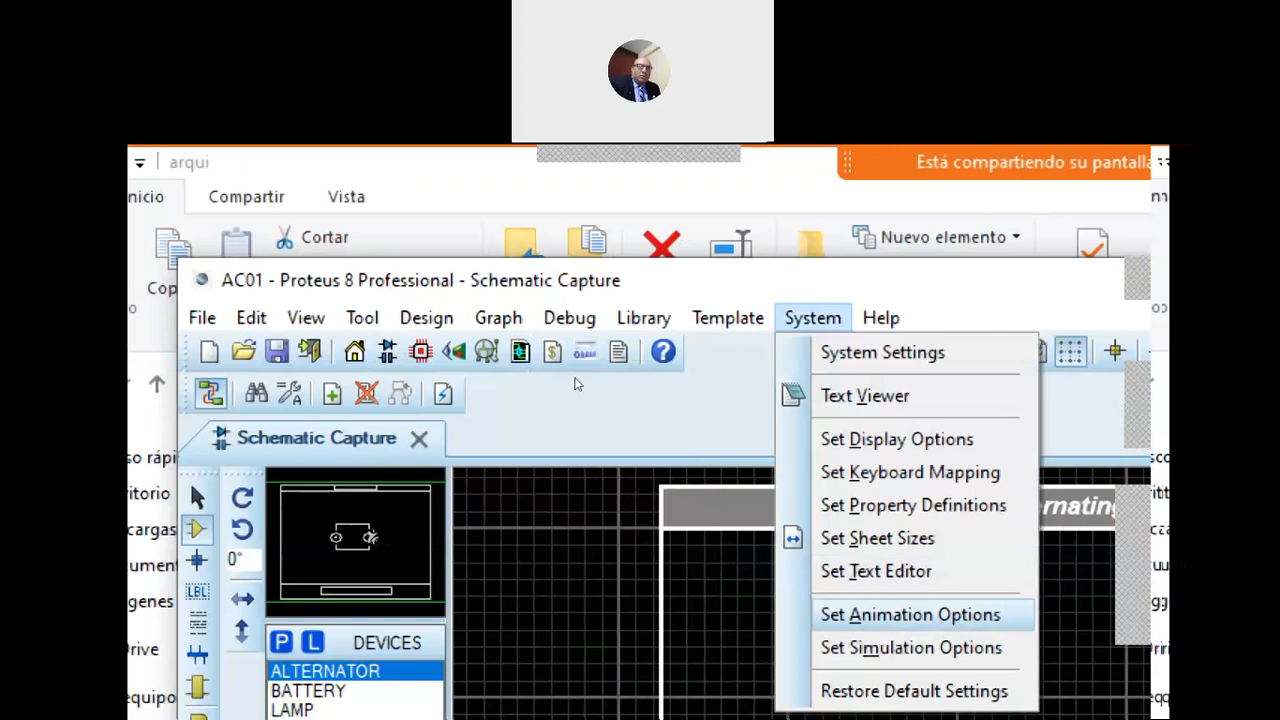 arqui
Está compartiendo su pantalla
nicio Compartir Vista
Cortar
Nuevo elemento
Cop
AC01 - Proteus 8 Professional - Schematic Capture
File Edit View Tool Design Graph Debug Library Template System Help
System Settings
Text Viewer
Set Display Options
Set Keyboard Mapping
Set Property Definitions
Set Sheet Sizes
Set Text Editor
Set Animation Options
Set Simulation Options
Restore Default Settings
Schematic Capture
ernating
so rápi
ritorio
cargas
ument
genes
Drive
equipo
0°
LBL
P L DEVICES
ALTERNATOR
BATTERY
LAMP